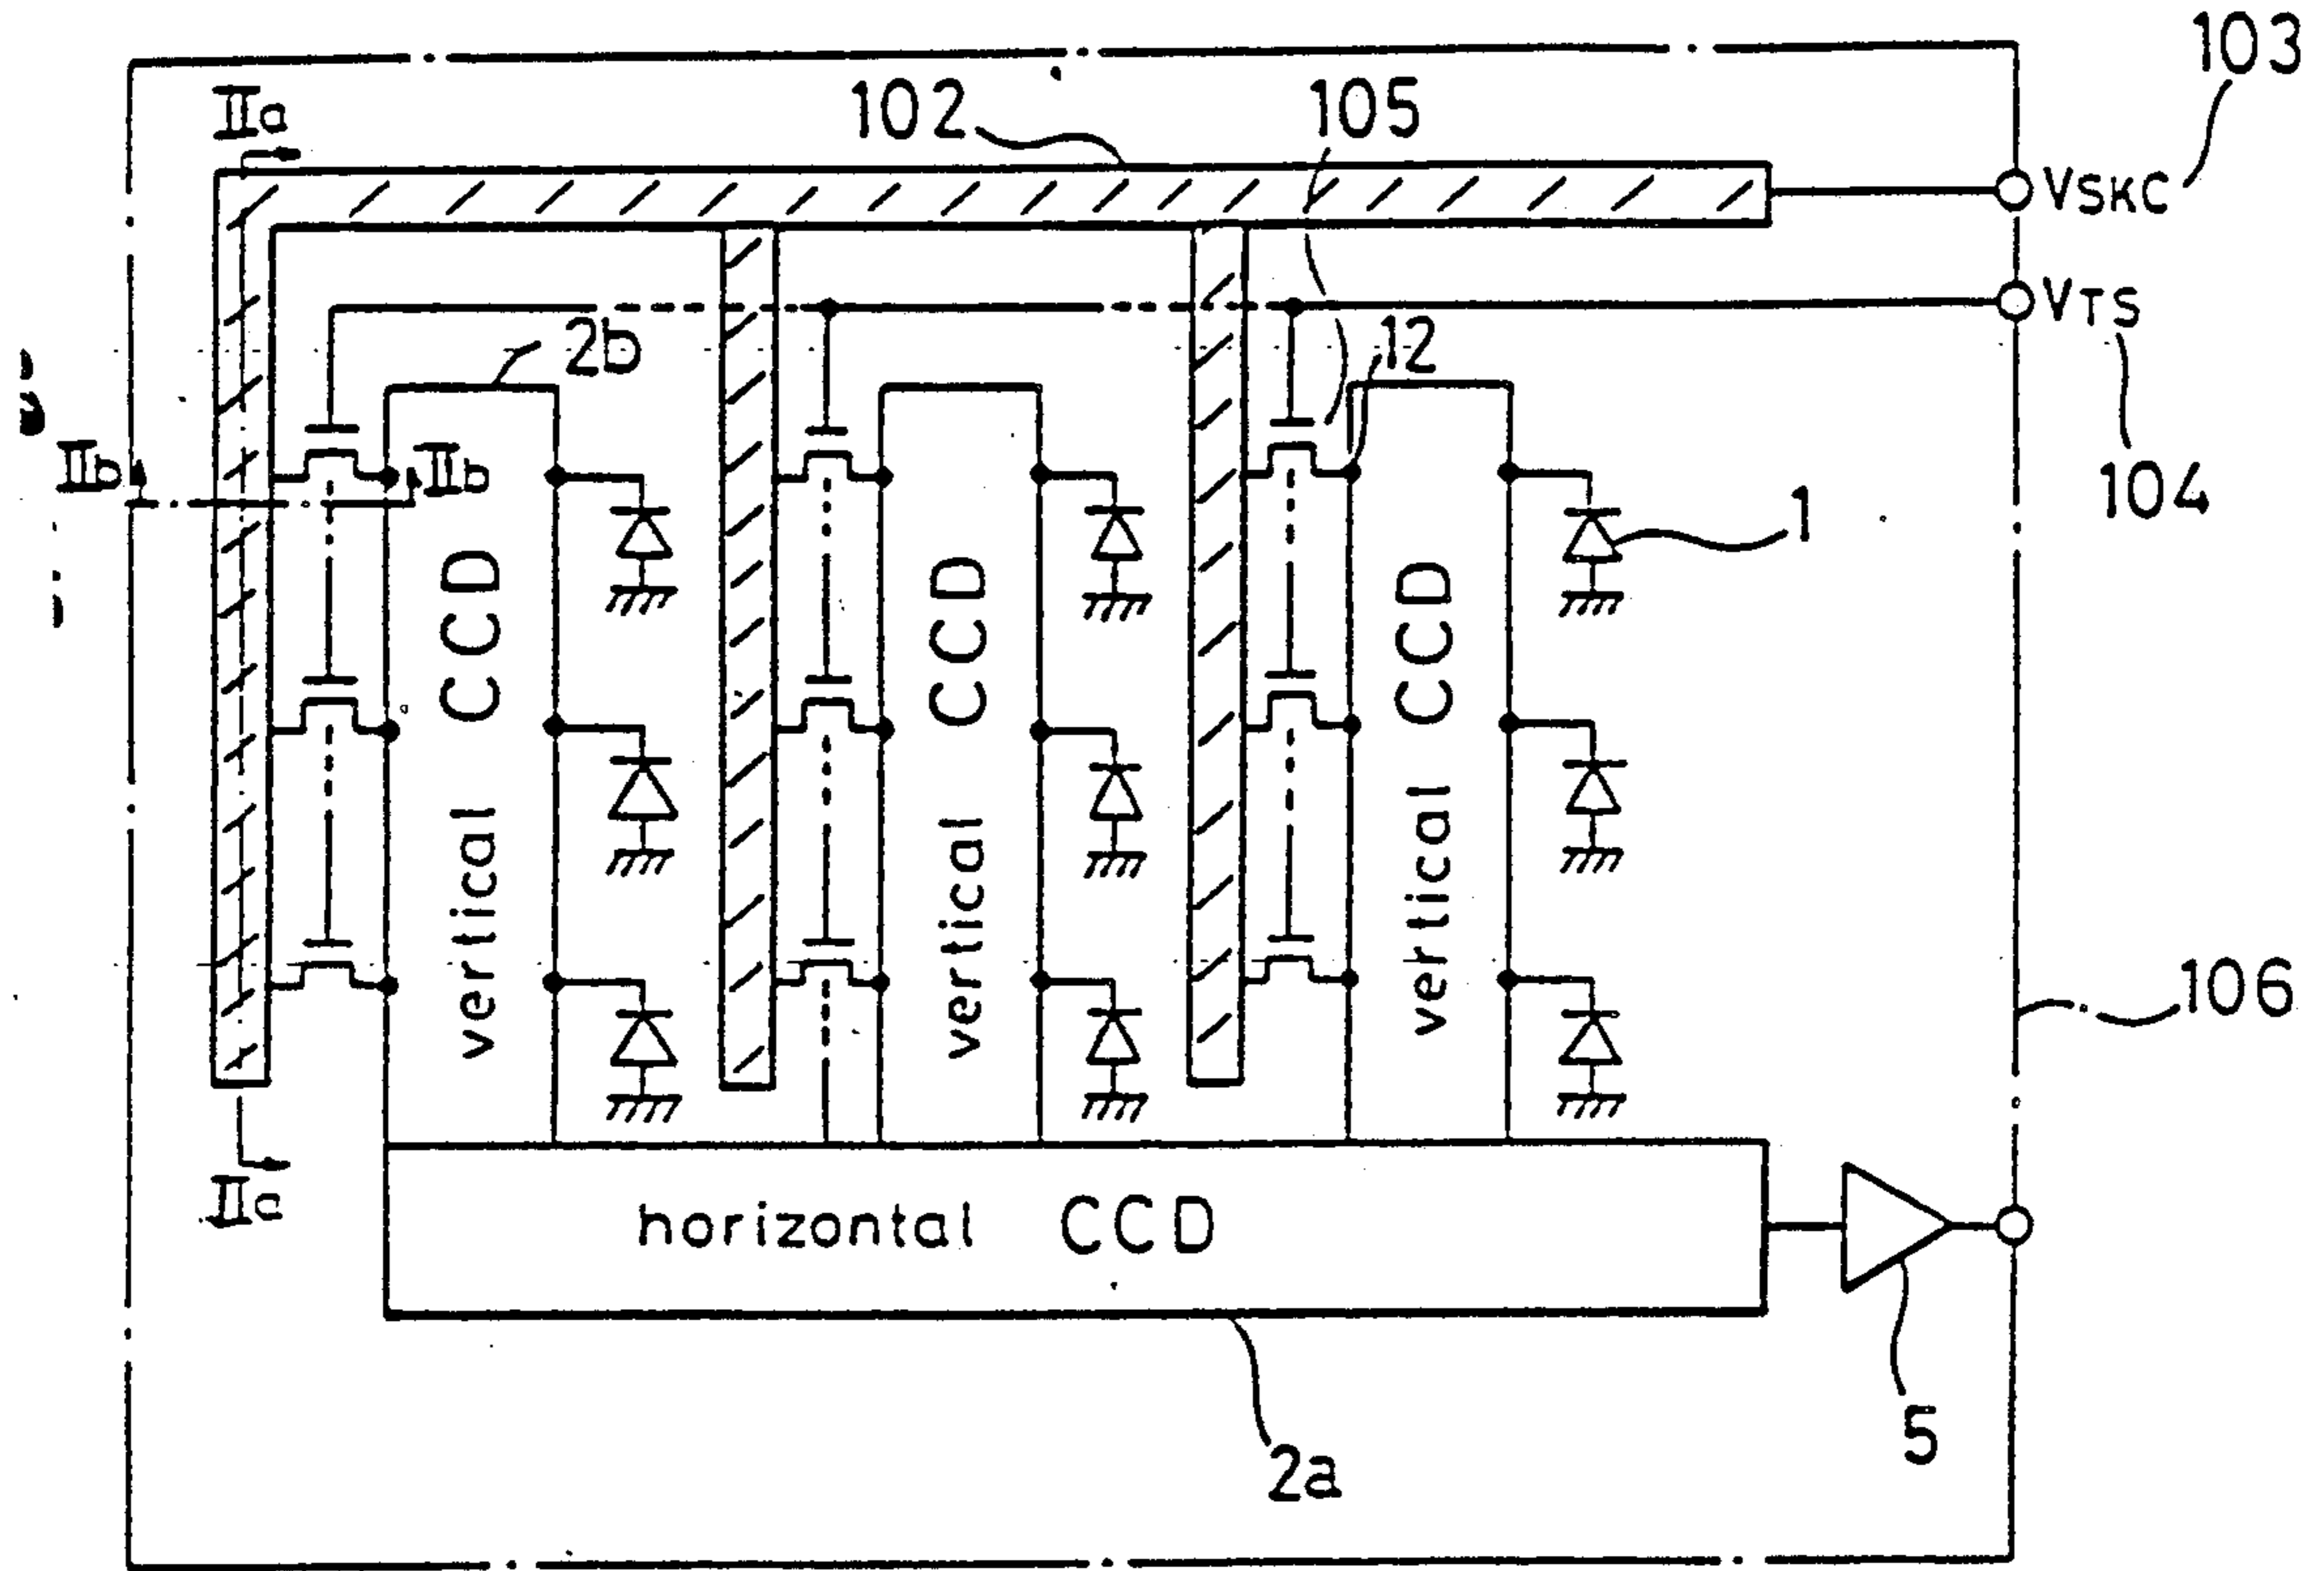 103
IIa
102
105
VSKC
VTS
2b
12
IIb
IIb
104
1
vertical CCD
vertical CCD
vertical CCD
106
IIa
horizontal CCD
5
2a